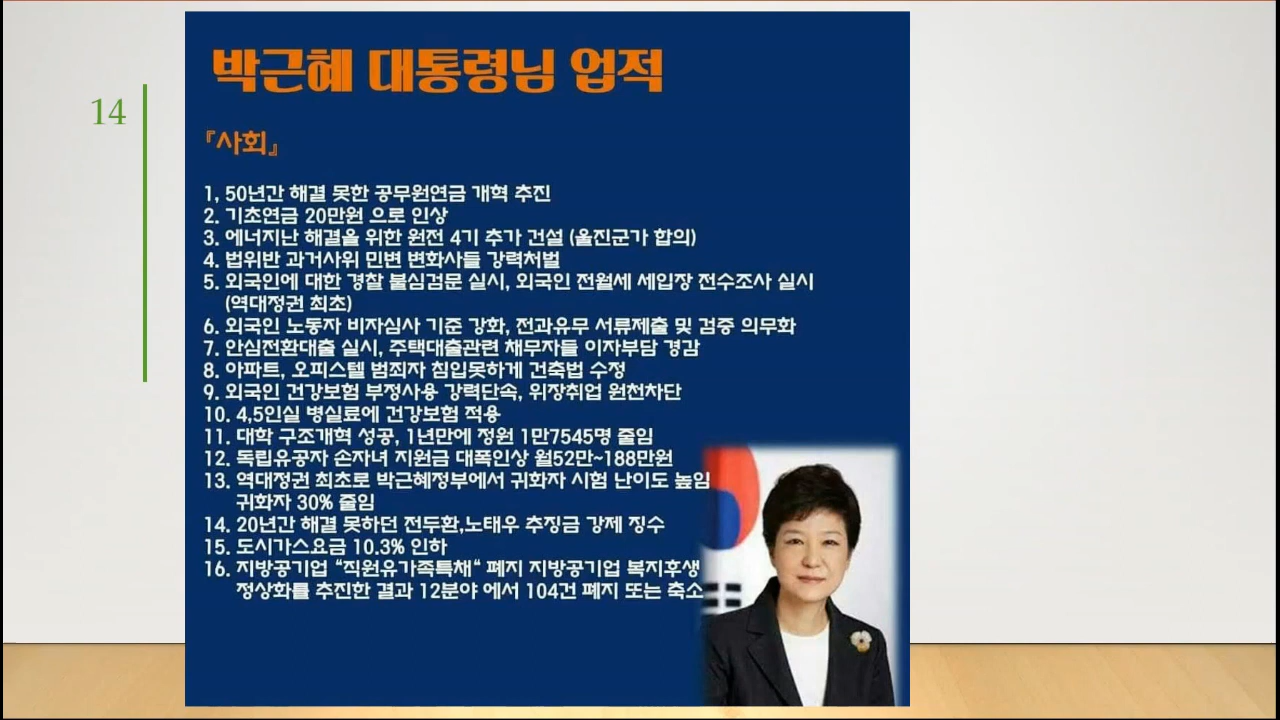 14
박근혜 대통령님 업적
『사회』
1, 50년간 해결 못한 공무원연금 개혁 추진
2. 기초연금 20만원 으로 인상
3. 에너지난 해결을 위한 원전 4기 추가 건설 (울진군가 합의)
4. 법위반 과거사위 민변 변화사들 강력처벌
5. 외국인에 대한 경찰 불심검문 실시, 외국인 전월세 세입장 전수조사 실시
(역대정권 최초)
6. 외국인 노동자 비자심사 기준 강화, 전과유무 서류제출 및 검증 의무화
7. 안심전환대출 실시, 주택대출관련 채무자들 이자부담 경감
8. 아파트, 오피스텔 범죄자 침입못하게 건축법 수정
9. 외국인 건강보험 부정사용 강력단속, 위장취업 원천차단
10. 4,5인실 병실료에 건강보험 적용
11. 대학 구조개혁 성공, 1년만에 정원 1만7545명 줄임
12. 독립유공자 손자녀 지원금 대폭인상 월52만~188만원
13. 역대정권 최초로 박근혜정부에서 귀화자 시험 난이도 높임
귀화자 30% 줄임
14. 20년간 해결 못하던 전두환,노태우 추징금 강제 징수
15. 도시가스요금 10.3% 인하
16. 지방공기업 “직원유가족특채“ 폐지 지방공기업 복지후생
정상화를 추진한 결과 12분야 에서 104건 폐지 또는 축소